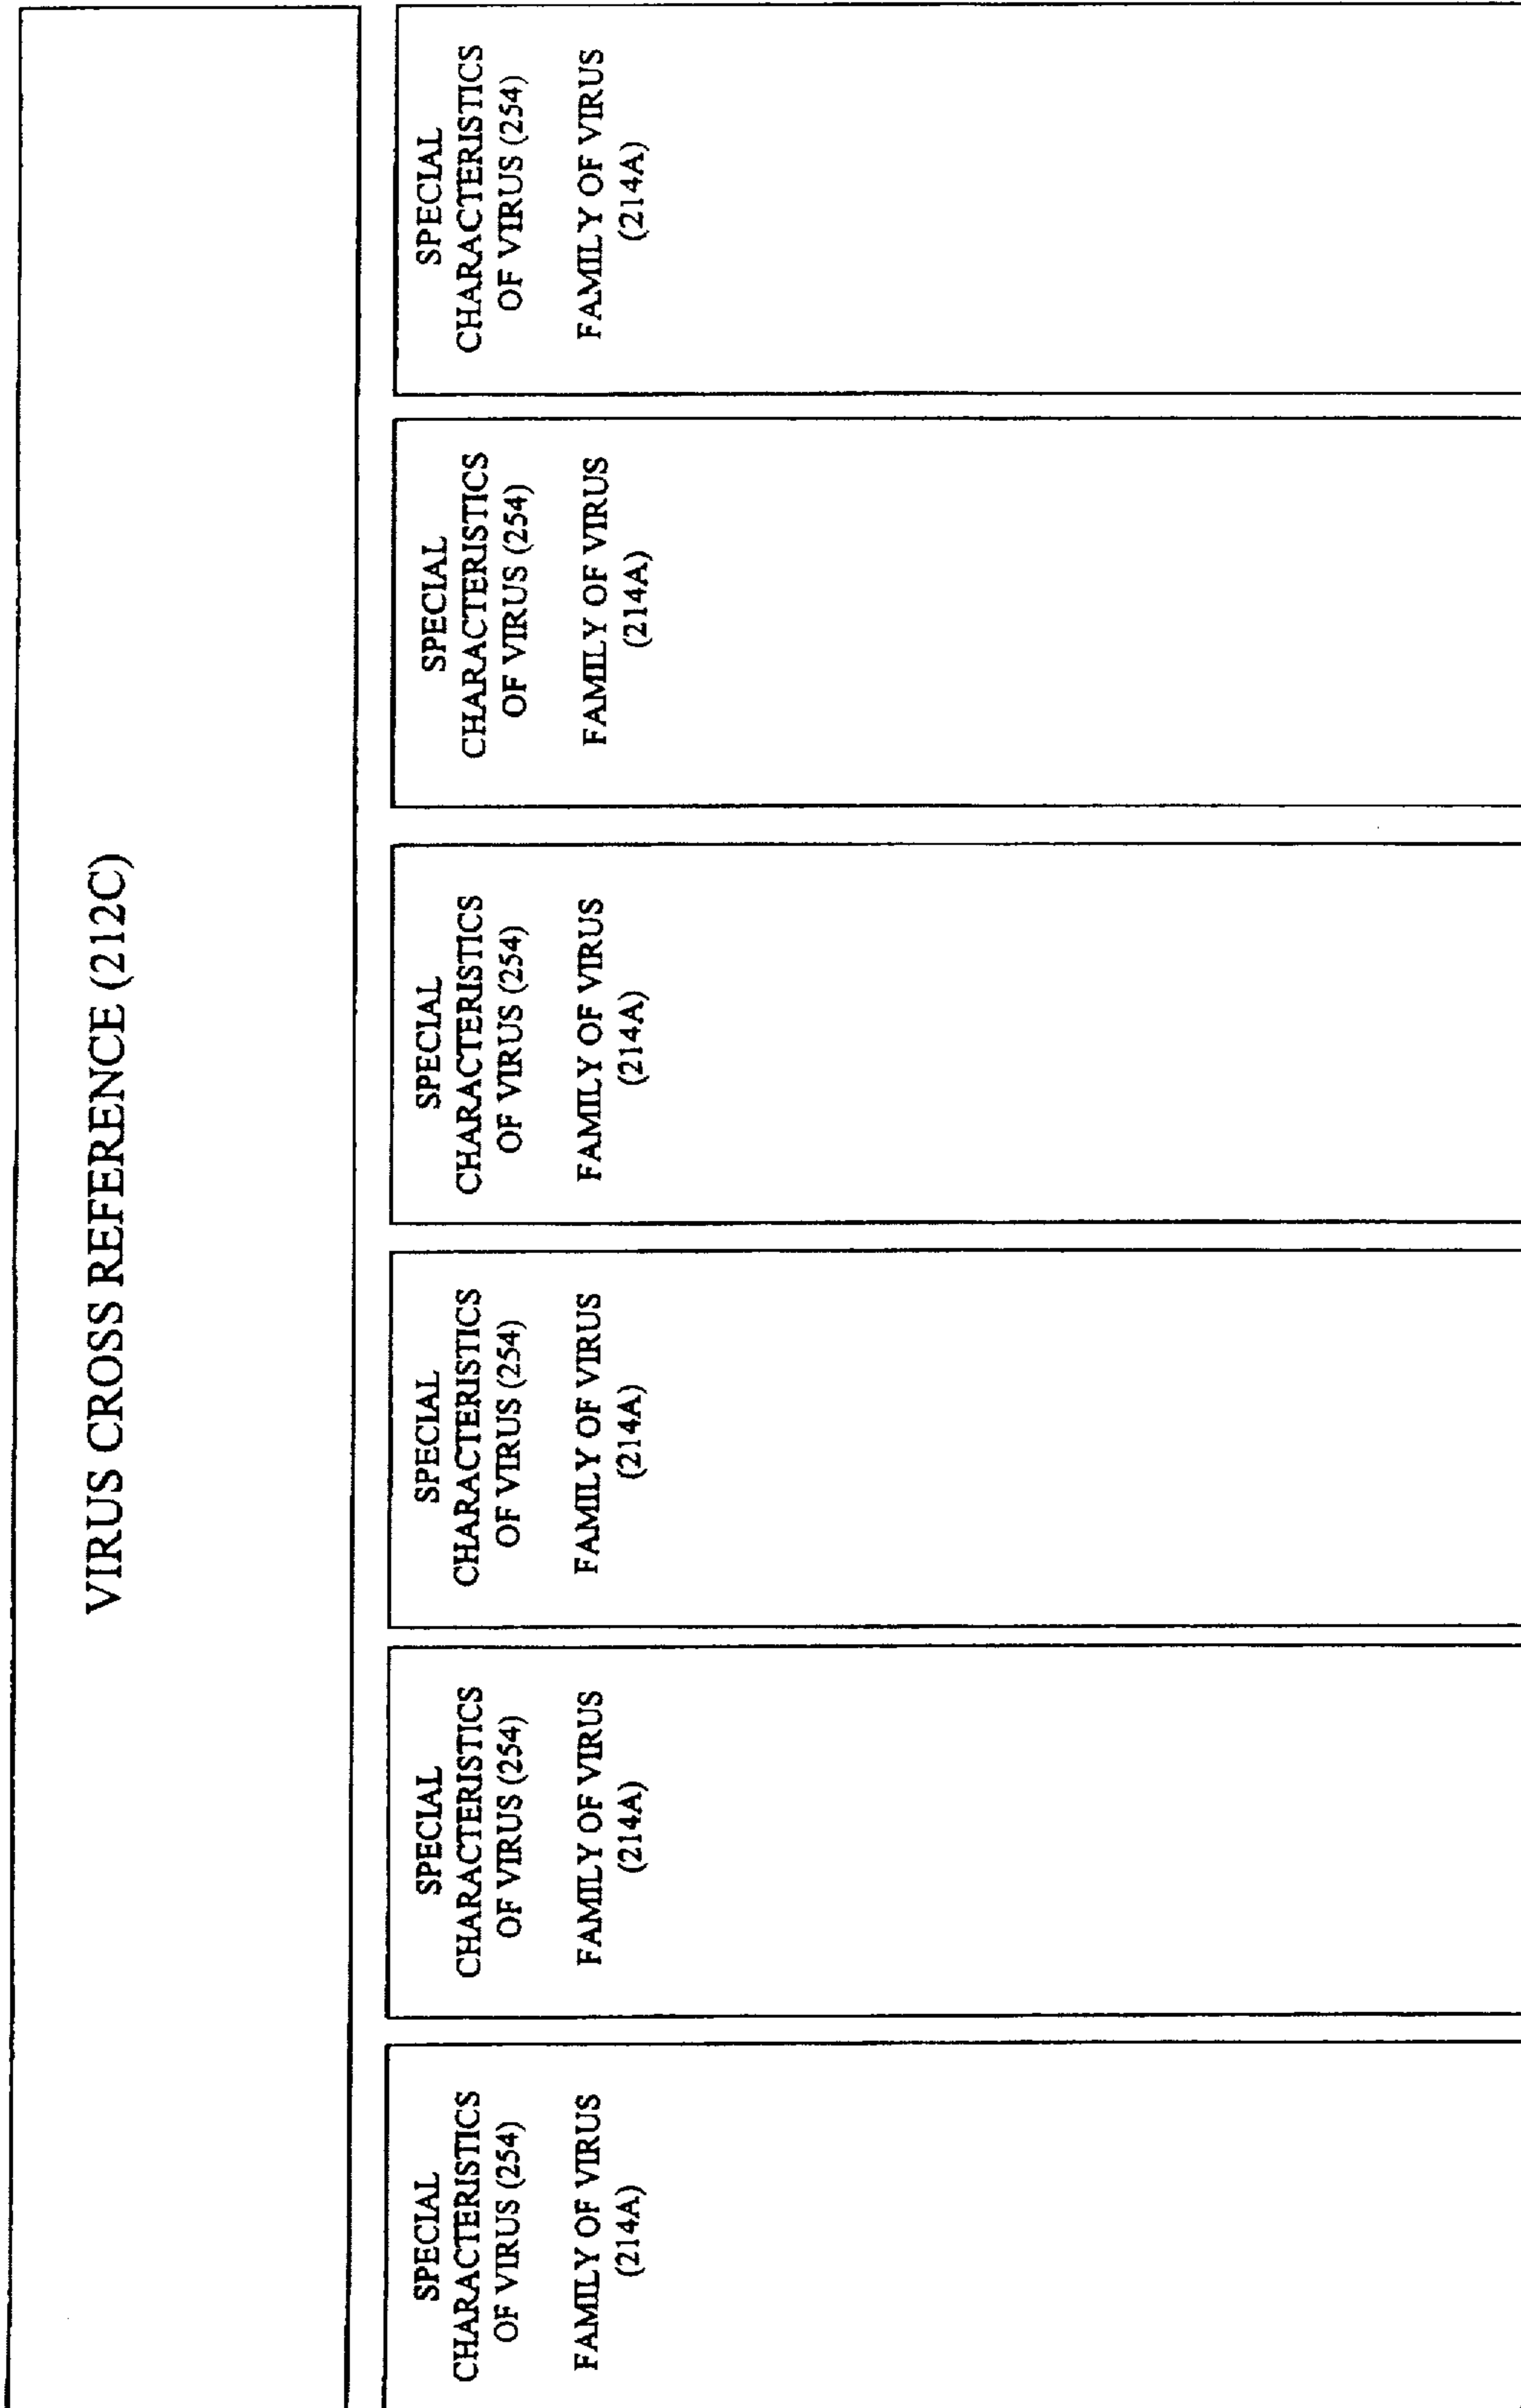 VIRUS CROSS REFERENCE (212C)
SPECIAL
CHARACTERISTICS
OF VIRUS (254)
FAMILY OF VIRUS
(214A)
SPECIAL
CHARACTERISTICS
OF VIRUS (254)
FAMILY OF VIRUS
(214A)
SPECIAL
CHARACTERISTICS
OF VIRUS (254)
FAMILY OF VIRUS
(214A)
SPECIAL
CHARACTERISTICS
OF VIRUS (254)
FAMILY OF VIRUS
(214A)
SPECIAL
CHARACTERISTICS
OF VIRUS (254)
FAMILY OF VIRUS
(214A)
SPECIAL
CHARACTERISTICS
OF VIRUS (254)
FAMILY OF VIRUS
(214A)